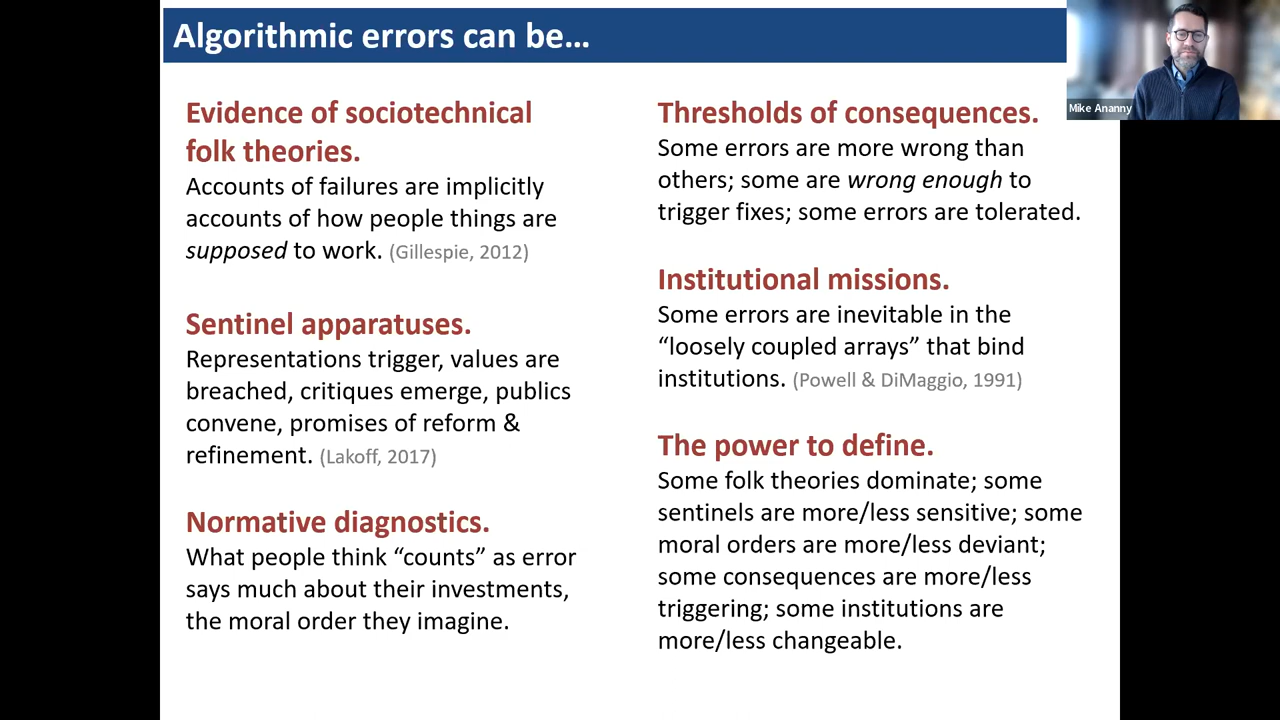 Algorithmic errors can be…
Evidence of sociotechnical
folk theories.
Accounts of failures are implicitly
accounts of how people things are
supposed to work. (Gillespie, 2012)
Sentinel apparatuses.
Representations trigger, values are
breached, critiques emerge, publics
convene, promises of reform &
refinement. (Lakoff, 2017)
Normative diagnostics.
What people think “counts” as error
says much about their investments,
the moral order they imagine.
Thresholds of consequences.
Some errors are more wrong than
others; some are wrong enough to
trigger fixes; some errors are tolerated.
Institutional missions.
Some errors are inevitable in the
“loosely coupled arrays” that bind
institutions. (Powell & DiMaggio, 1991)
The power to define.
Some folk theories dominate; some
sentinels are more/less sensitive; some
moral orders are more/less deviant;
some consequences are more/less
triggering; some institutions are
more/less changeable.
Mike Ananny